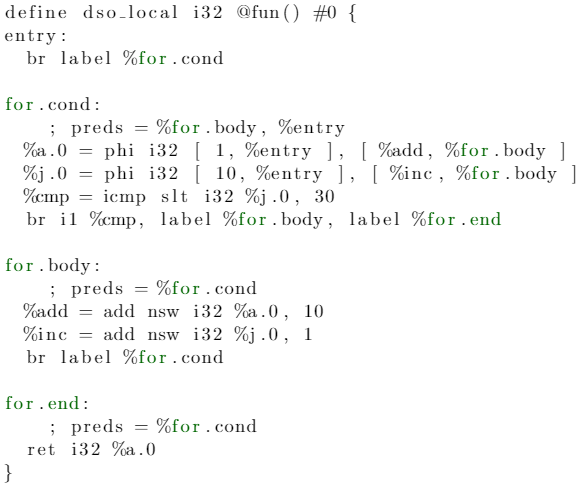 define dso_local i32 @fun() #0 {
entry:
br label %for.cond
for.cond:
; preds = %for.body, %entry
%a.0 = phi i32 [ 1, %entry ], [ %add, %for.body ]
%j.0 = phi i32 [ 10, %entry ], [ %inc, %for.body ]
%cmp = icmp slt i32 %j.0, 30
br i1 %cmp, label %for.body, label %for.end
for.body:
; preds = %for.cond
%add = add nsw i32 %a.0, 10
%inc = add nsw i32 %j.0, 1
br label %for.cond
for.end:
; preds = %for.cond
ret i32 %a.0
}